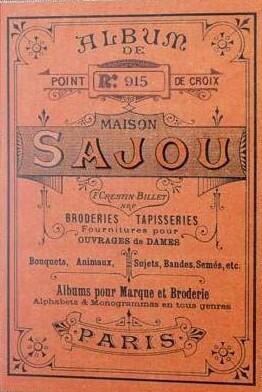 ALBUM
DE
POINT No. 915 DE CROIX
MAISON
SAJOU
F. CRESTIN-BILLET
BRODERIES TAPISSERIES
Fournitures pour
OUVRAGES de DAMES
Bouquets, Animaux, Sujets, Bandes, Semés, etc.
Albums pour Marque et Broderie
Alphabets & Monogrammes en tous genres
PARIS